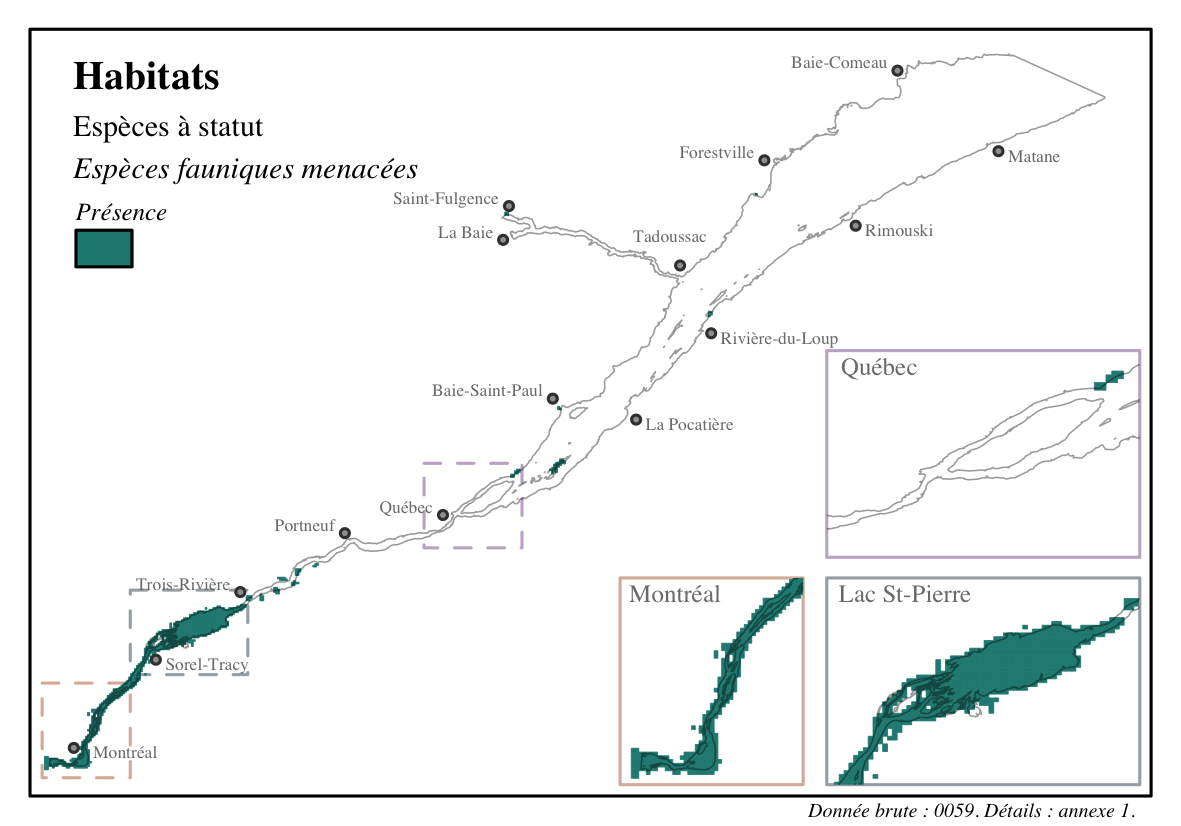 Habitats
Espèces à statut
Espèces fauniques menacées
Présence
Baie-Comeau
Forestville
Matane
Saint-Fulgence
La Baie
Tadoussac
Rimouski
Rivière-du-Loup
Baie-Saint-Paul
La Pocatière
Québec
Portneuf
Trois-Rivière
Sorel-Tracy
Montréal
Québec
Montréal
Lac St-Pierre
Donnée brute : 0059. Détails : annexe 1.